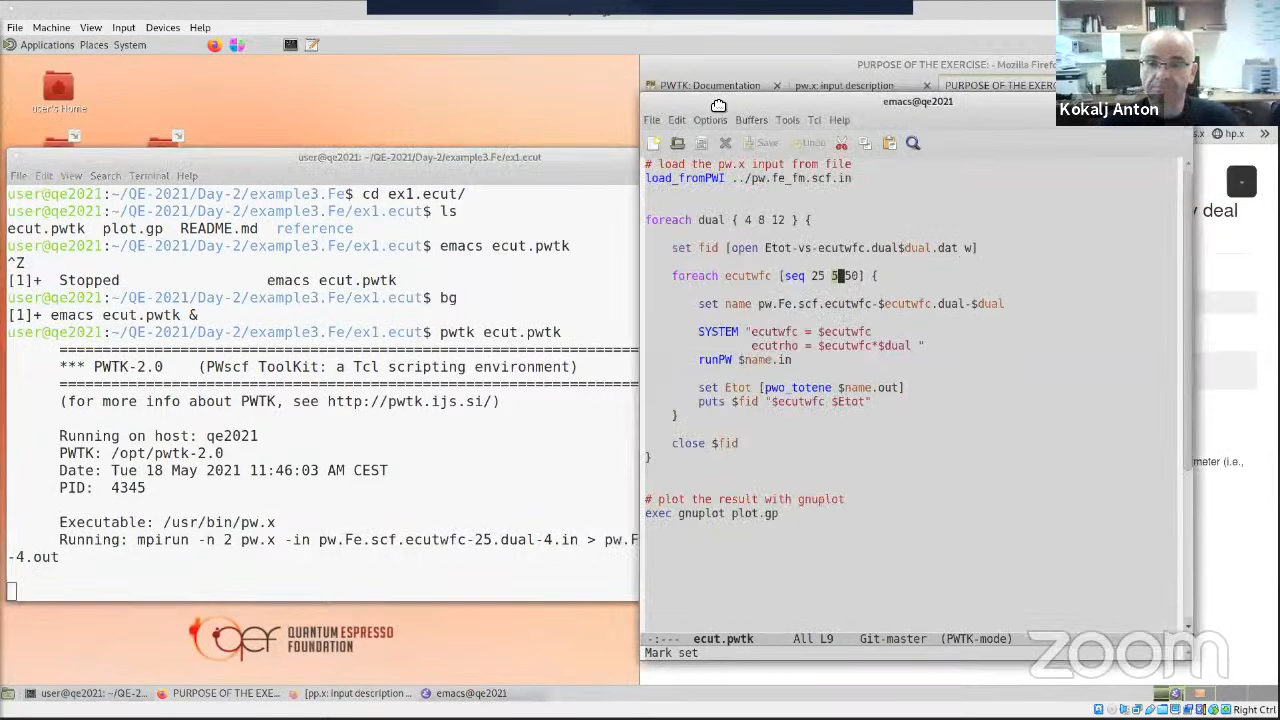 File Machine View Input Devices Help
Applications Places System
user's Home
PURPOSE OF THE EXERCISE: - Mozilla Firefo
PWTK: Documentation × pw.x: input description × PURPOSE OF THE EXER
s.x hp.x »
Kokalj Anton
user@qe2021: ~/QE-2021/Day-2/example3.Fe/ex1.ecut
File Edit View Search Terminal Help
user@qe2021:~/QE-2021/Day-2/example3.Fe$ cd ex1.ecut/
user@qe2021:~/QE-2021/Day-2/example3.Fe/ex1.ecut$ ls
ecut.pwtk plot.gp README.md reference
user@qe2021:~/QE-2021/Day-2/example3.Fe/ex1.ecut$ emacs ecut.pwtk
^Z
[1]+ Stopped emacs ecut.pwtk
user@qe2021:~/QE-2021/Day-2/example3.Fe/ex1.ecut$ bg
[1]+ emacs ecut.pwtk &
user@qe2021:~/QE-2021/Day-2/example3.Fe/ex1.ecut$ pwtk ecut.pwtk
*** PWTK-2.0 (PWscf ToolKit: a Tcl scripting environment)
(for more info about PWTK, see http://pwtk.ijs.si/)
Running on host: qe2021
PWTK: /opt/pwtk-2.0
Date: Tue 18 May 2021 11:46:03 AM CEST
PID: 4345
Executable: /usr/bin/pw.x
Running: mpirun -n 2 pw.x -in pw.Fe.scf.ecutwfc-25.dual-4.in > pw.F
-4.out
emacs@qe2021
File Edit Options Buffers Tools Tcl Help
Save Undo
# load the pw.x input from file
load_fromPWI ../pw.fe_fm.scf.in
foreach dual { 4 8 12 } {
set fid [open Etot-vs-ecutwfc.dual$dual.dat w]
foreach ecutwfc [seq 25 5 50] {
set name pw.Fe.scf.ecutwfc-$ecutwfc.dual-$dual
SYSTEM "ecutwfc = $ecutwfc
ecutrho = $ecutwfc*$dual "
runPW $name.in
set Etot [pwo_totene $name.out]
puts $fid "$ecutwfc $Etot"
}
close $fid
}
# plot the result with gnuplot
exec gnuplot plot.gp
-:--- ecut.pwtk All L9 Git-master (PWTK-mode)
Mark set
y deal
meter (i.e.,
QEF QUANTUM ESPRESSO
FOUNDATION
zoom
user@qe2021: ~/QE-2... PURPOSE OF THE EXE... [pp.x: input description ... emacs@qe2021
Right Ctrl